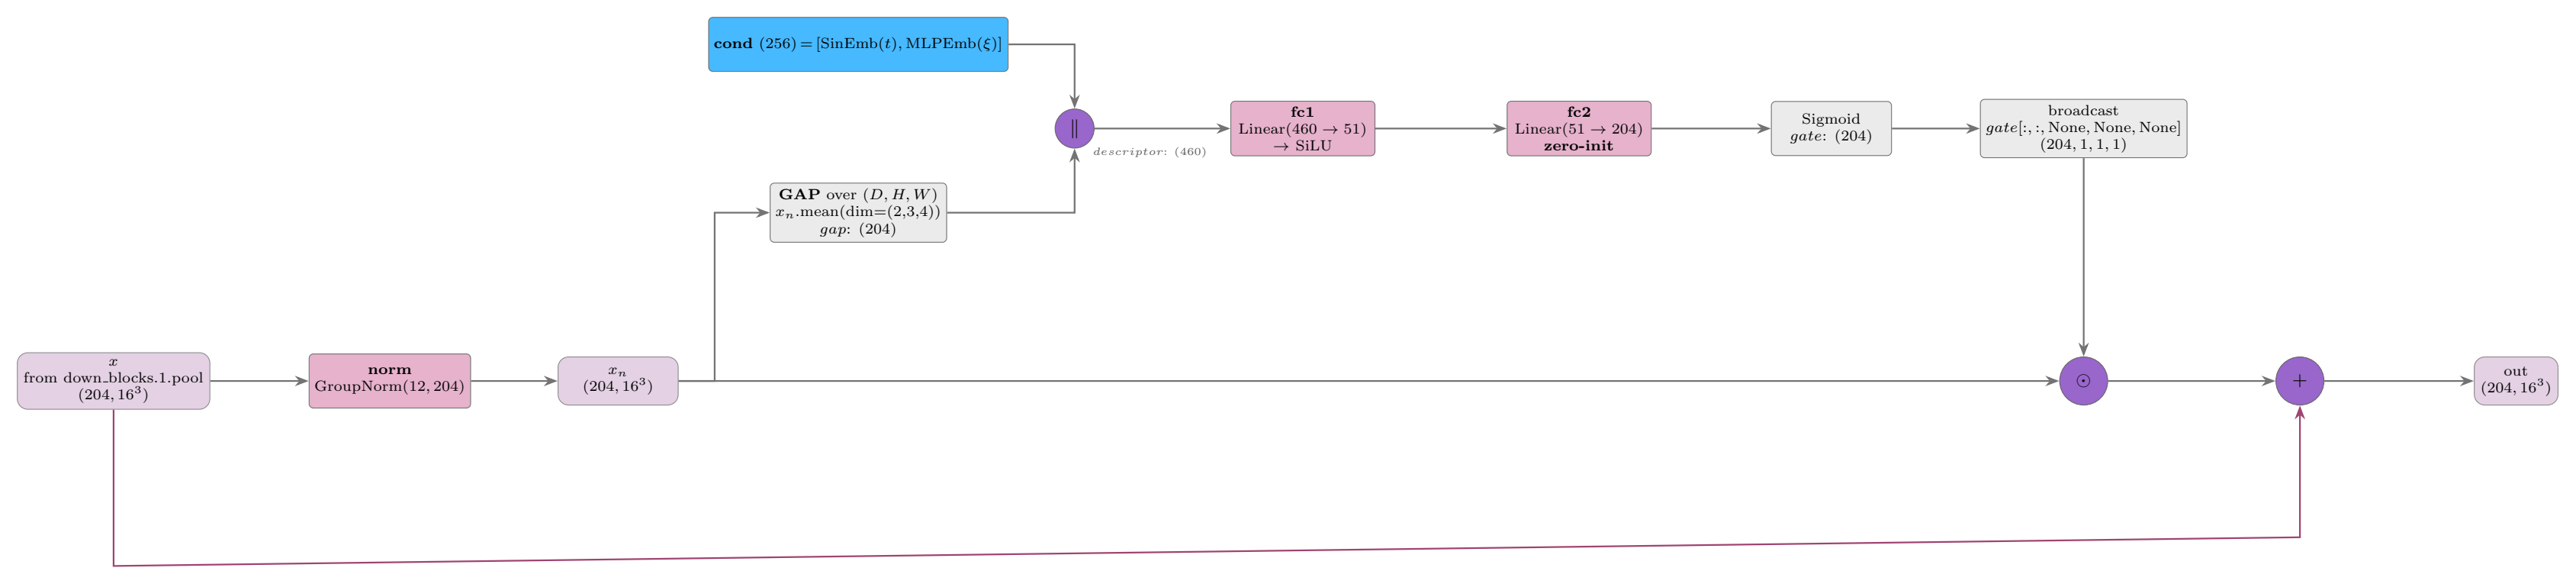 cond (256) = [SinEmb(t), MLPEmb(ξ)]
∥
descriptor: (460)
fc1
Linear(460 → 51)
→ SiLU
fc2
Linear(51 → 204)
zero-init
Sigmoid
gate: (204)
broadcast
gate[:, :, None, None, None]
(204, 1, 1, 1)
GAP over (D, H, W)
xₙ.mean(dim=(2,3,4))
gap: (204)
x
from down_blocks.1.pool
(204, 16³)
norm
GroupNorm(12, 204)
xₙ
(204, 16³)
⊙
+
out
(204, 16³)